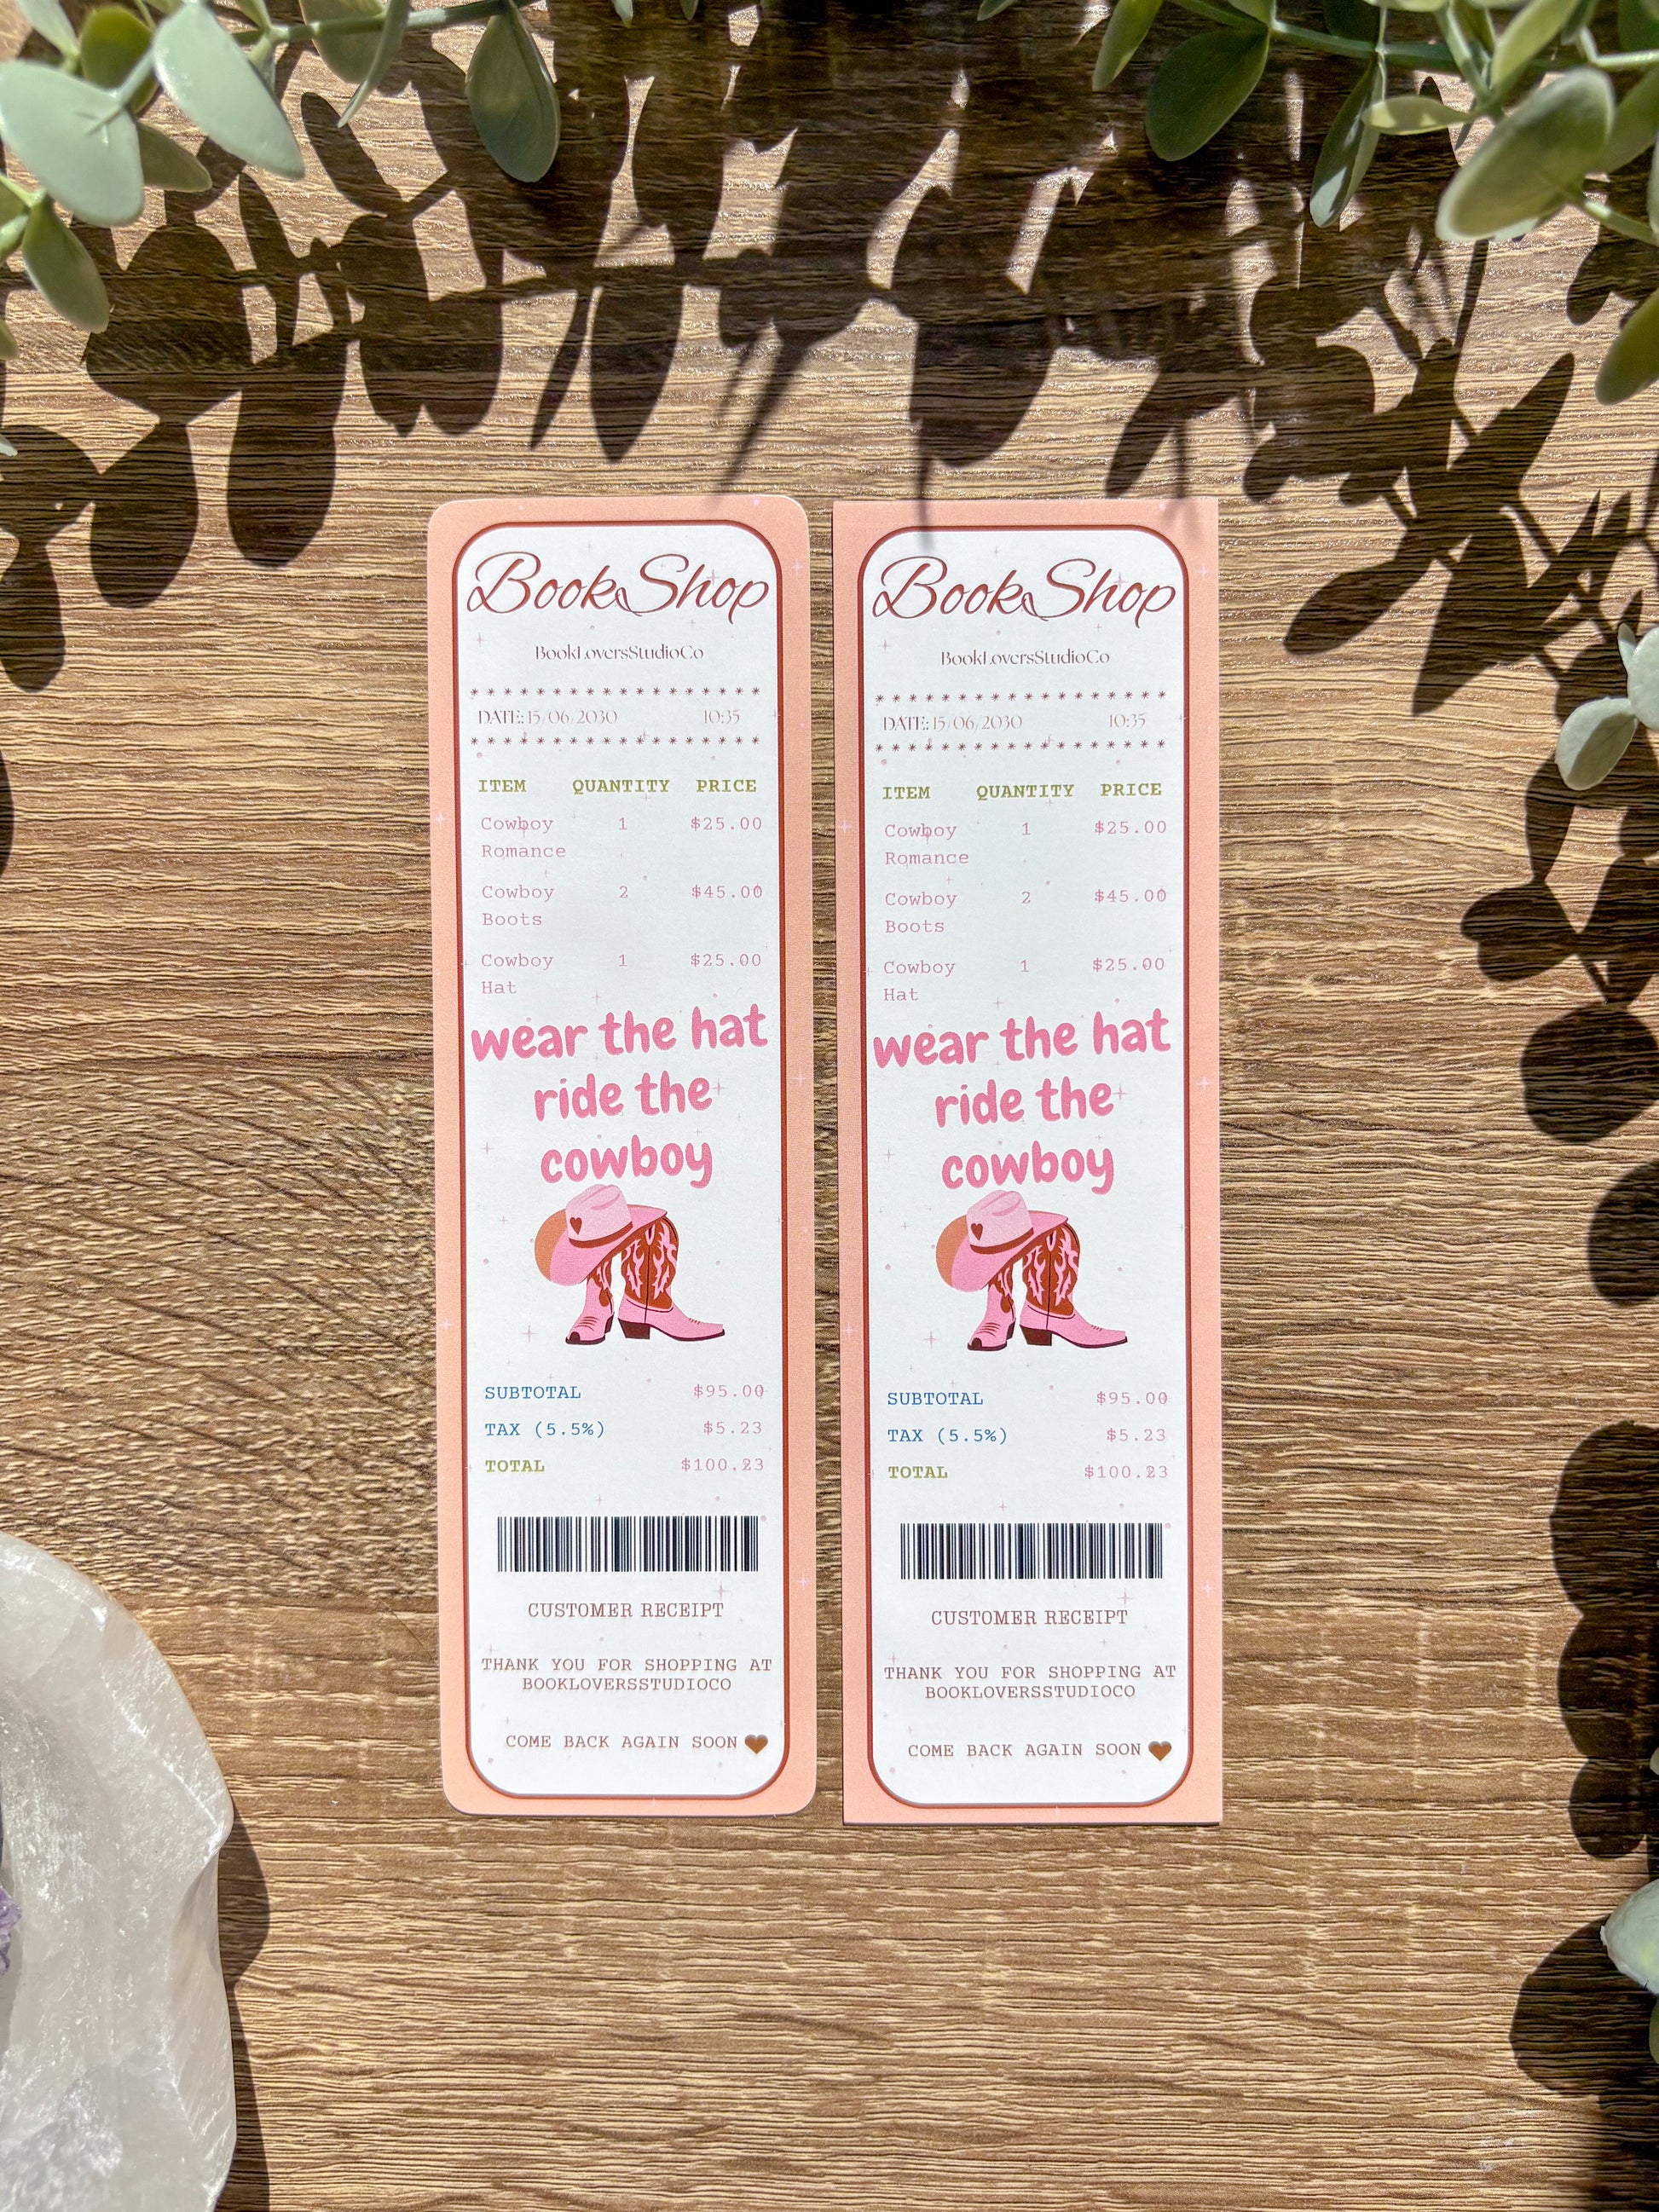 Book Shop
BookLoversStudioCo
* * * * * * * * * * * * * * * * * *
DATE: 15/06/2030 10:35
* * * * * * * * * * * * * * * * * *
ITEM QUANTITY PRICE
Cowboy 1 $25.00
Romance
Cowboy 2 $45.00
Boots
Cowboy 1 $25.00
Hat
wear the hat
ride the
cowboy
SUBTOTAL $95.00
TAX (5.5%) $5.23
TOTAL $100.23
CUSTOMER RECEIPT
THANK YOU FOR SHOPPING AT
BOOKLOVERSSTUDIOCO
COME BACK AGAIN SOON
Book Shop
BookLoversStudioCo
* * * * * * * * * * * * * * * * * *
DATE: 15/06/2030 10:35
* * * * * * * * * * * * * * * * * *
ITEM QUANTITY PRICE
Cowboy 1 $25.00
Romance
Cowboy 2 $45.00
Boots
Cowboy 1 $25.00
Hat
wear the hat
ride the
cowboy
SUBTOTAL $95.00
TAX (5.5%) $5.23
TOTAL $100.23
CUSTOMER RECEIPT
THANK YOU FOR SHOPPING AT
BOOKLOVERSSTUDIOCO
COME BACK AGAIN SOON